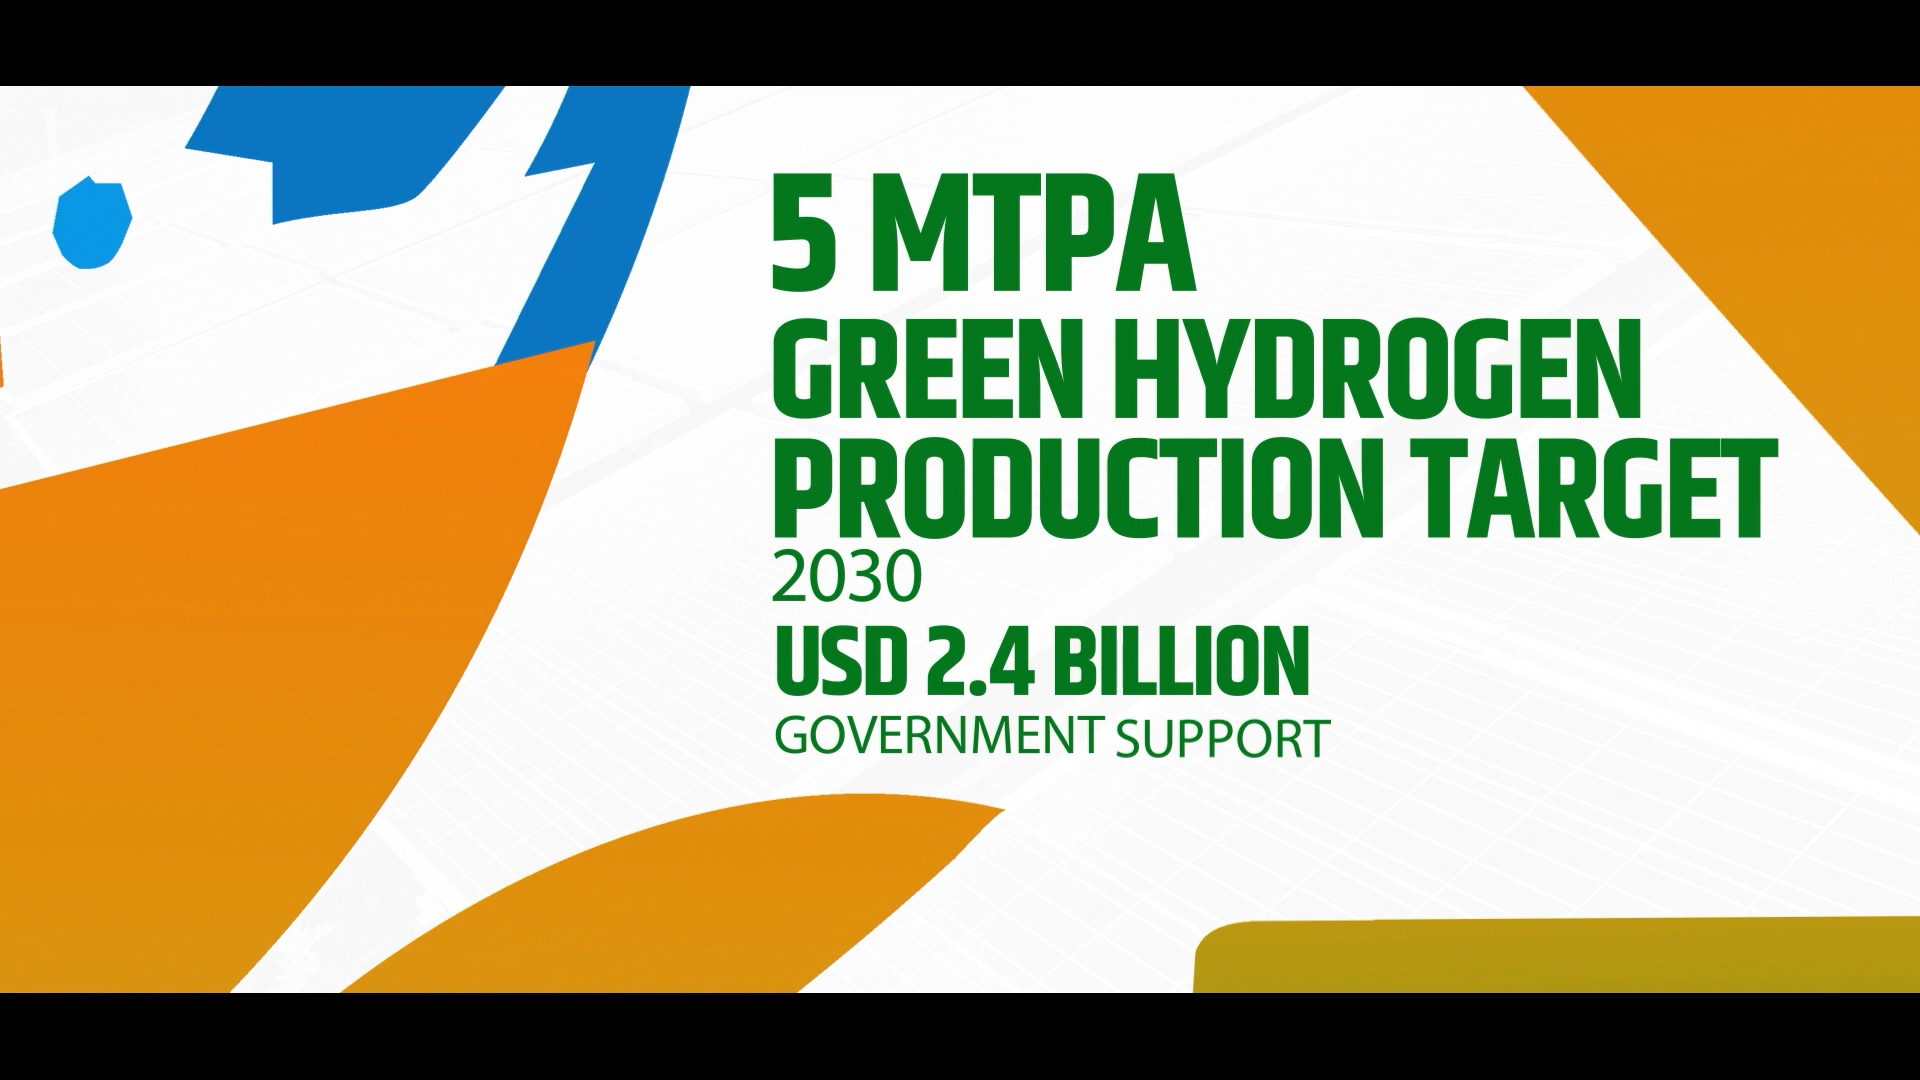 5 MTPA
GREEN HYDROGEN
PRODUCTION TARGET
2030
USD 2.4 BILLION
GOVERNMENT SUPPORT